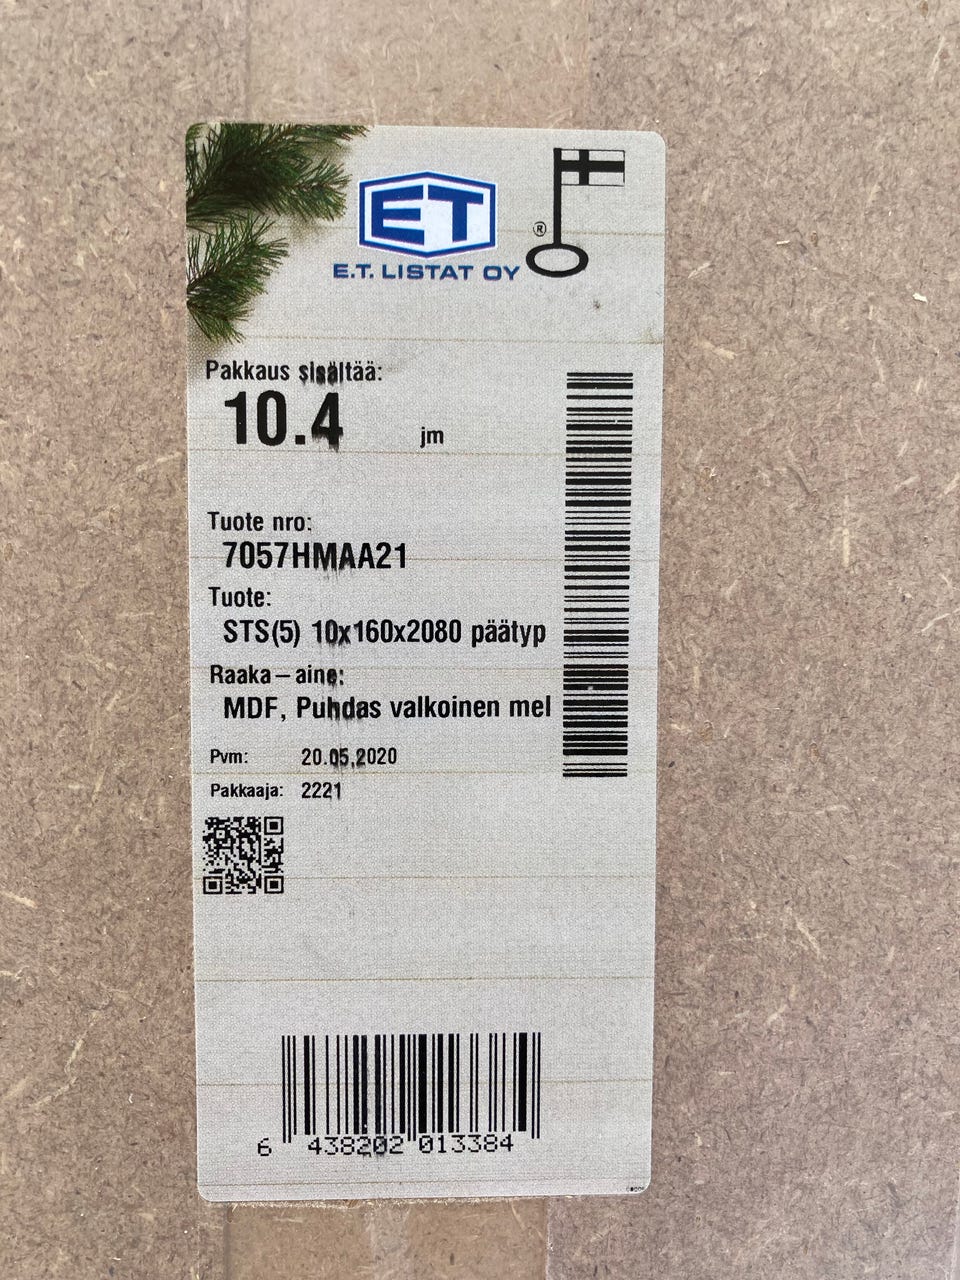 ET
®
E.T. LISTAT OY
Pakkaus sisältää:
10.4 jm
Tuote nro:
7057HMAA21
Tuote:
STS(5) 10x160x2080 päätyp
Raaka-aine:
MDF, Puhdas valkoinen mel
Pvm: 20.05.2020
Pakkaaja: 2221
6 438202 013384